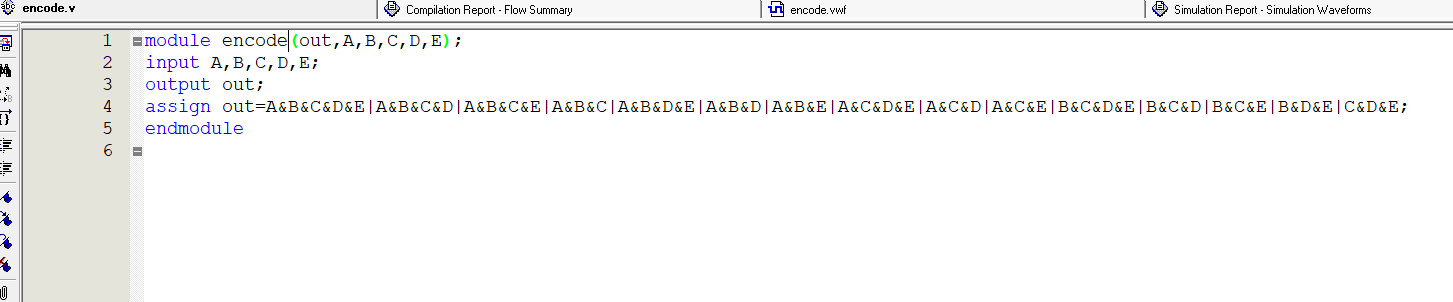 abc encode.v Compilation Report - Flow Summary encode.vwf Simulation Report - Simulation Waveforms
1 module encode(out,A,B,C,D,E);
2 input A,B,C,D,E;
3 output out;
4 assign out=A&B&C&D&E|A&B&C&D|A&B&C&E|A&B&C|A&B&D&E|A&B&D|A&B&E|A&C&D&E|A&C&D|A&C&E|B&C&D&E|B&C&D|B&C&E|B&D&E|C&D&E;
5 endmodule
6